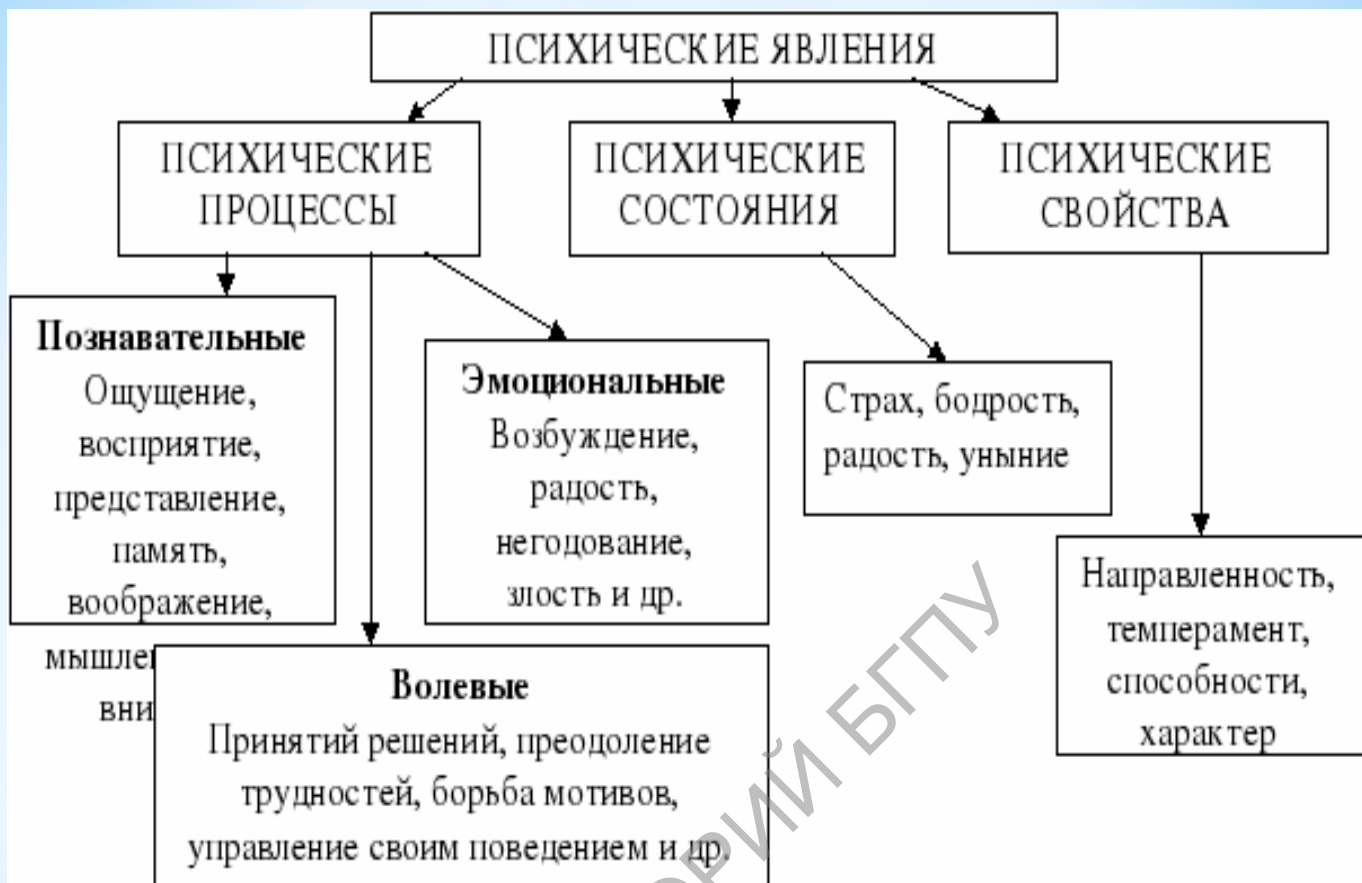 ПСИХИЧЕСКИЕ ЯВЛЕНИЯ
ПСИХИЧЕСКИЕ
ПРОЦЕССЫ
ПСИХИЧЕСКИЕ
СОСТОЯНИЯ
ПСИХИЧЕСКИЕ
СВОЙСТВА
Познавательные
Ощущение,
восприятие,
представление,
память,
воображение,
Эмоциональные
Возбуждение,
радость,
негодование,
злость и др.
Страх, бодрость,
радость, уныние
Направленность,
темперамент,
способности,
характер
Волевые
Принятий решений, преодоление
трудностей, борьба мотивов,
управление своим поведением и др.
БГПУ